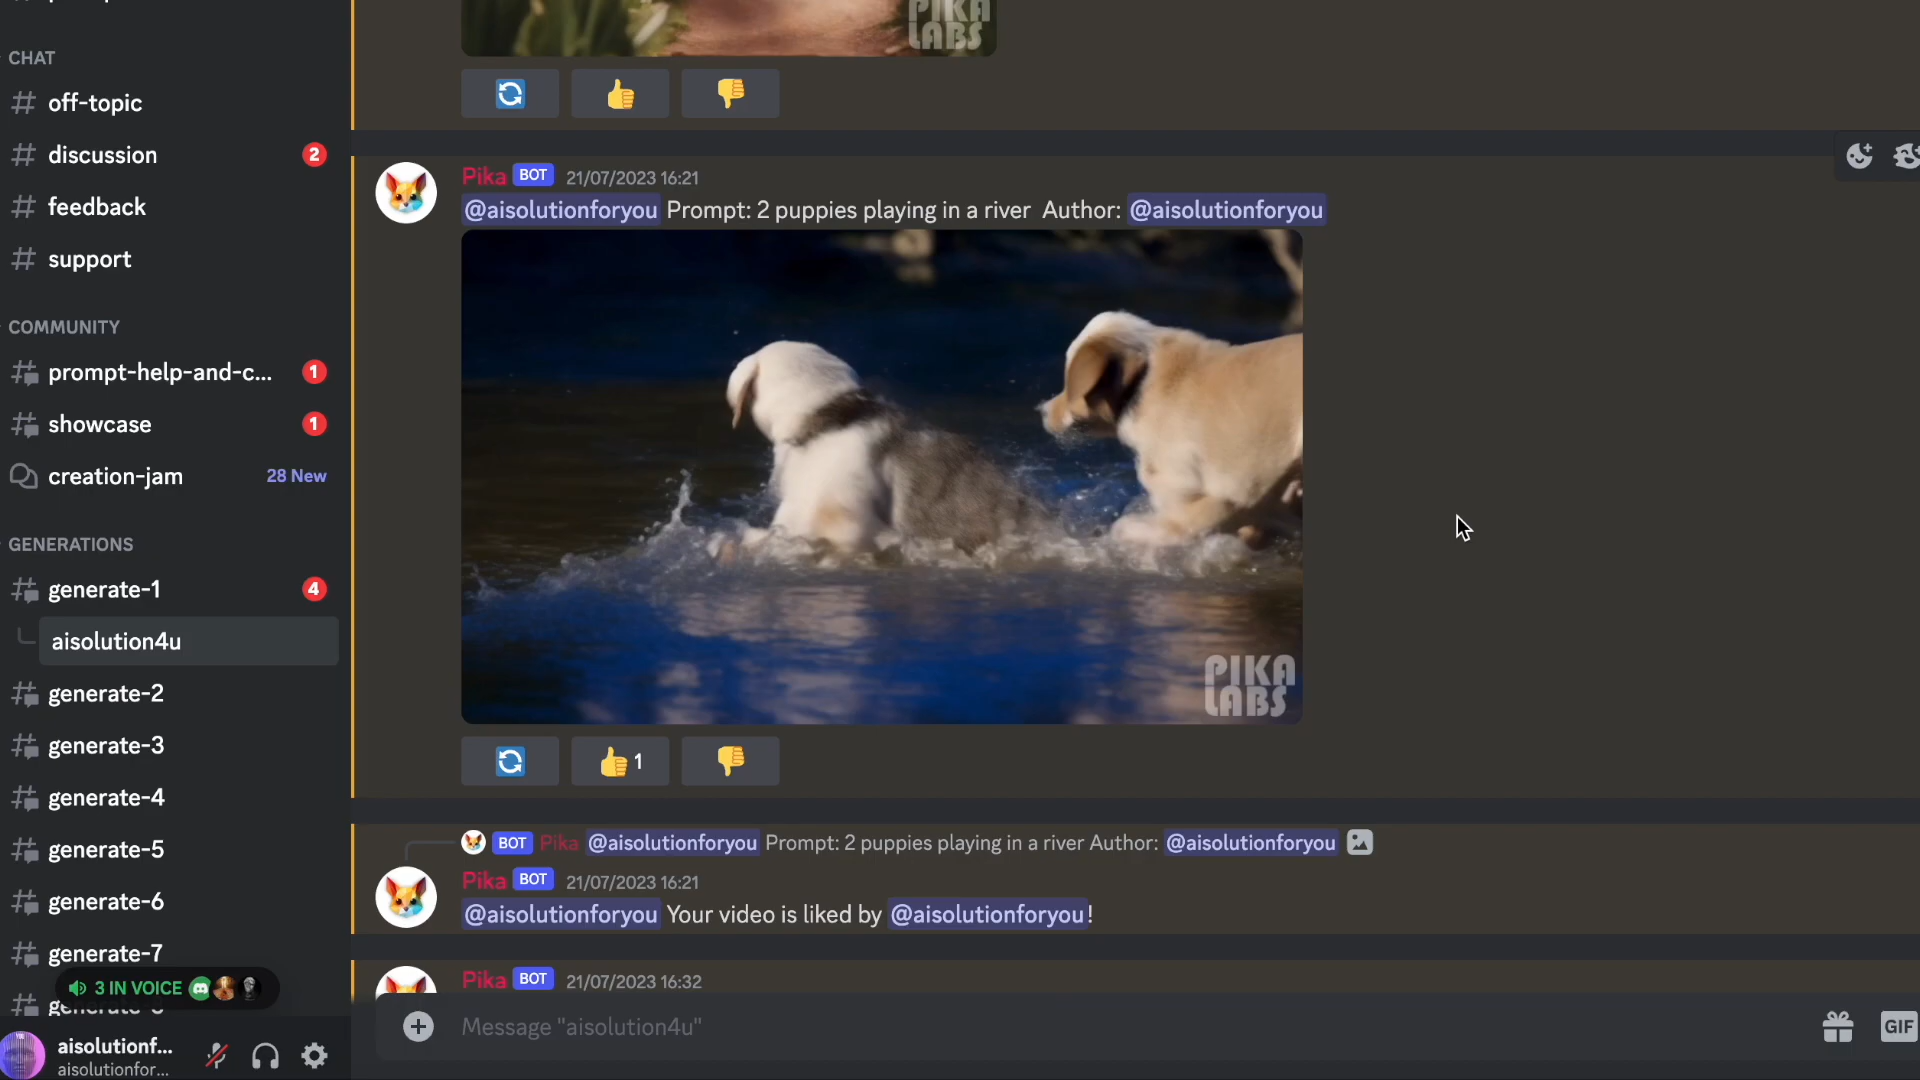 PIKA
LABS
CHAT
off-topic
discussion 2
feedback
support
COMMUNITY
prompt-help-and-c... 1
showcase 1
creation-jam 28 New
GENERATIONS
generate-1 4
aisolution4u
generate-2
generate-3
generate-4
generate-5
generate-6
generate-7
3 IN VOICE
aisolutionf...
aisolutionfor...
Pika BOT 21/07/2023 16:21
@aisolutionforyou Prompt: 2 puppies playing in a river Author: @aisolutionforyou
PIKA
LABS
1
BOT Pika @aisolutionforyou Prompt: 2 puppies playing in a river Author: @aisolutionforyou
Pika BOT 21/07/2023 16:21
@aisolutionforyou Your video is liked by @aisolutionforyou!
Pika BOT 21/07/2023 16:32
Message "aisolution4u"
GIF